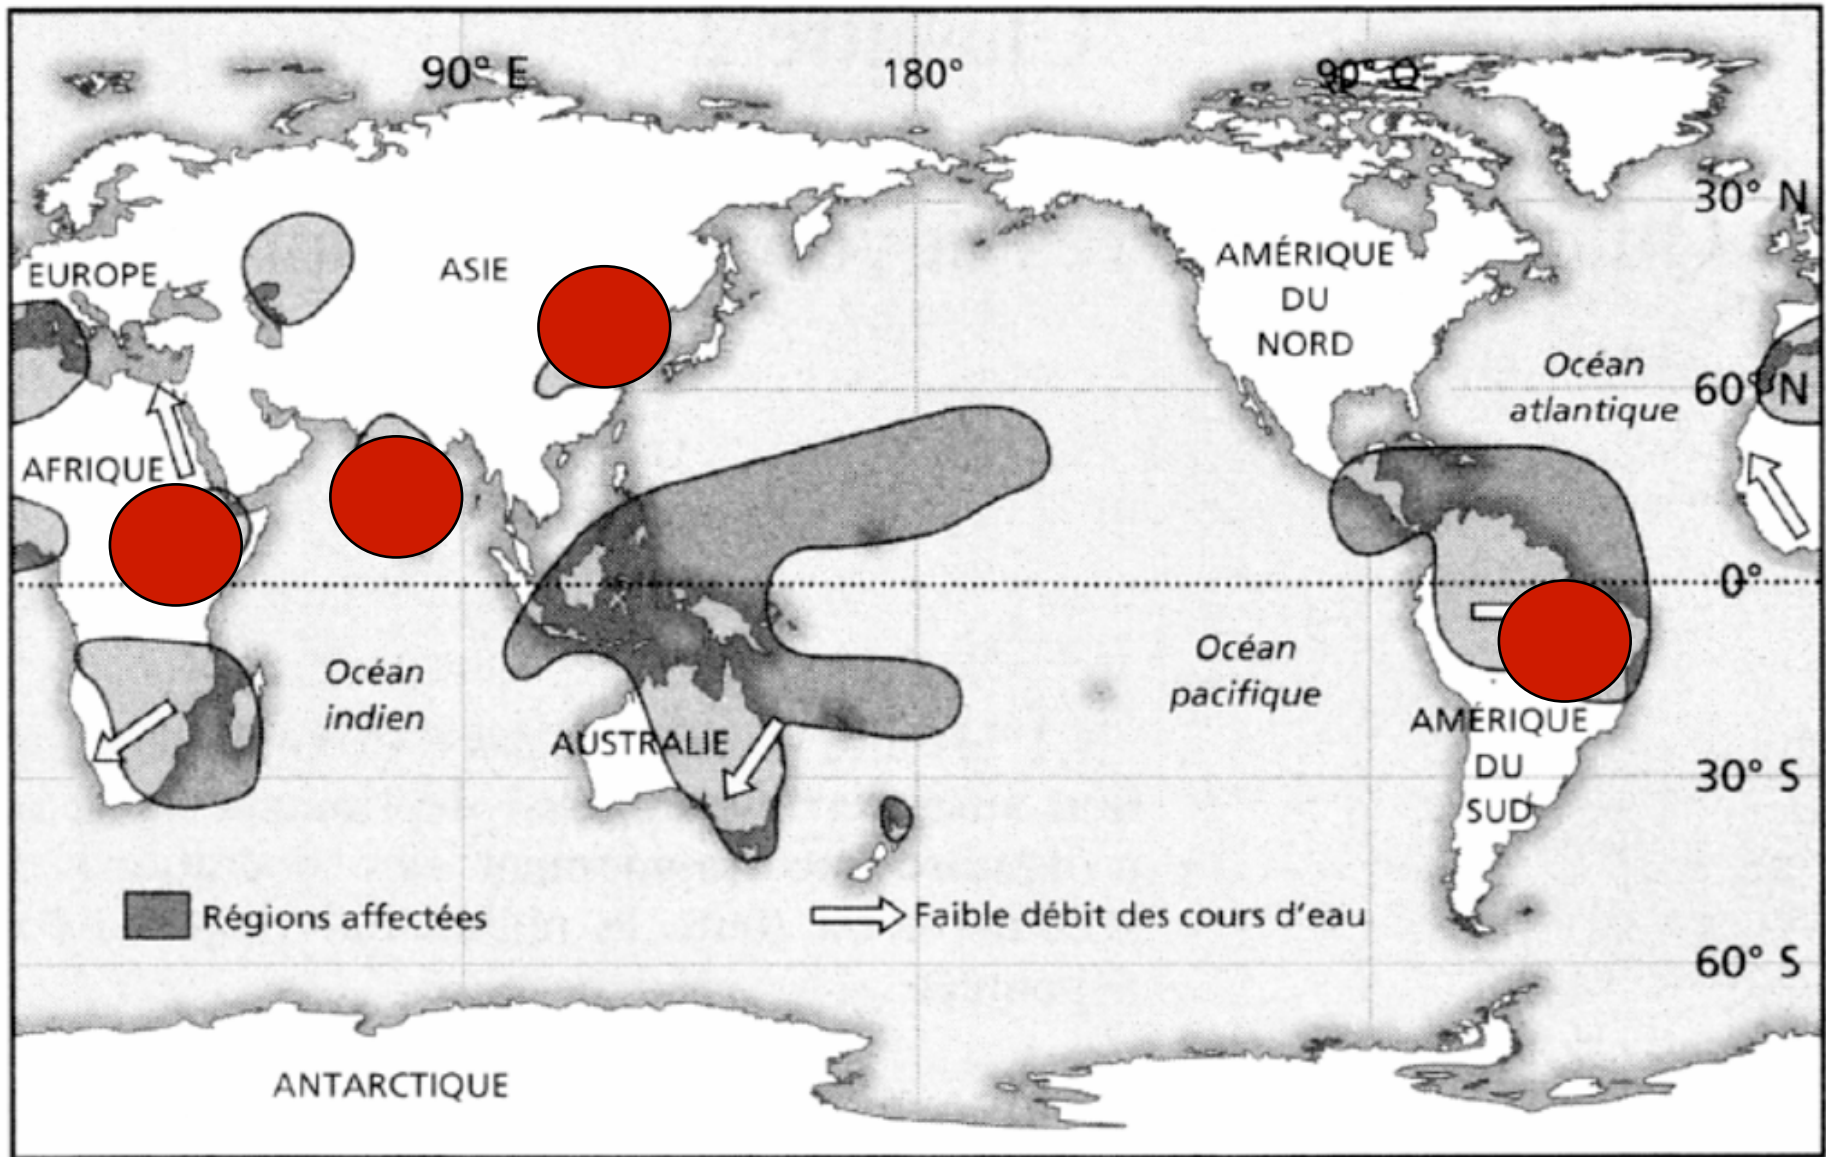 90° E
180°
90° O
30° N
EUROPE
ASIE
AMÉRIQUE
DU
NORD
Océan
atlantique
60° N
AFRIQUE
0°
Océan
indien
Océan
pacifique
AUSTRALIE
AMÉRIQUE
DU
SUD
30° S
Régions affectées
Faible débit des cours d'eau
60° S
ANTARCTIQUE